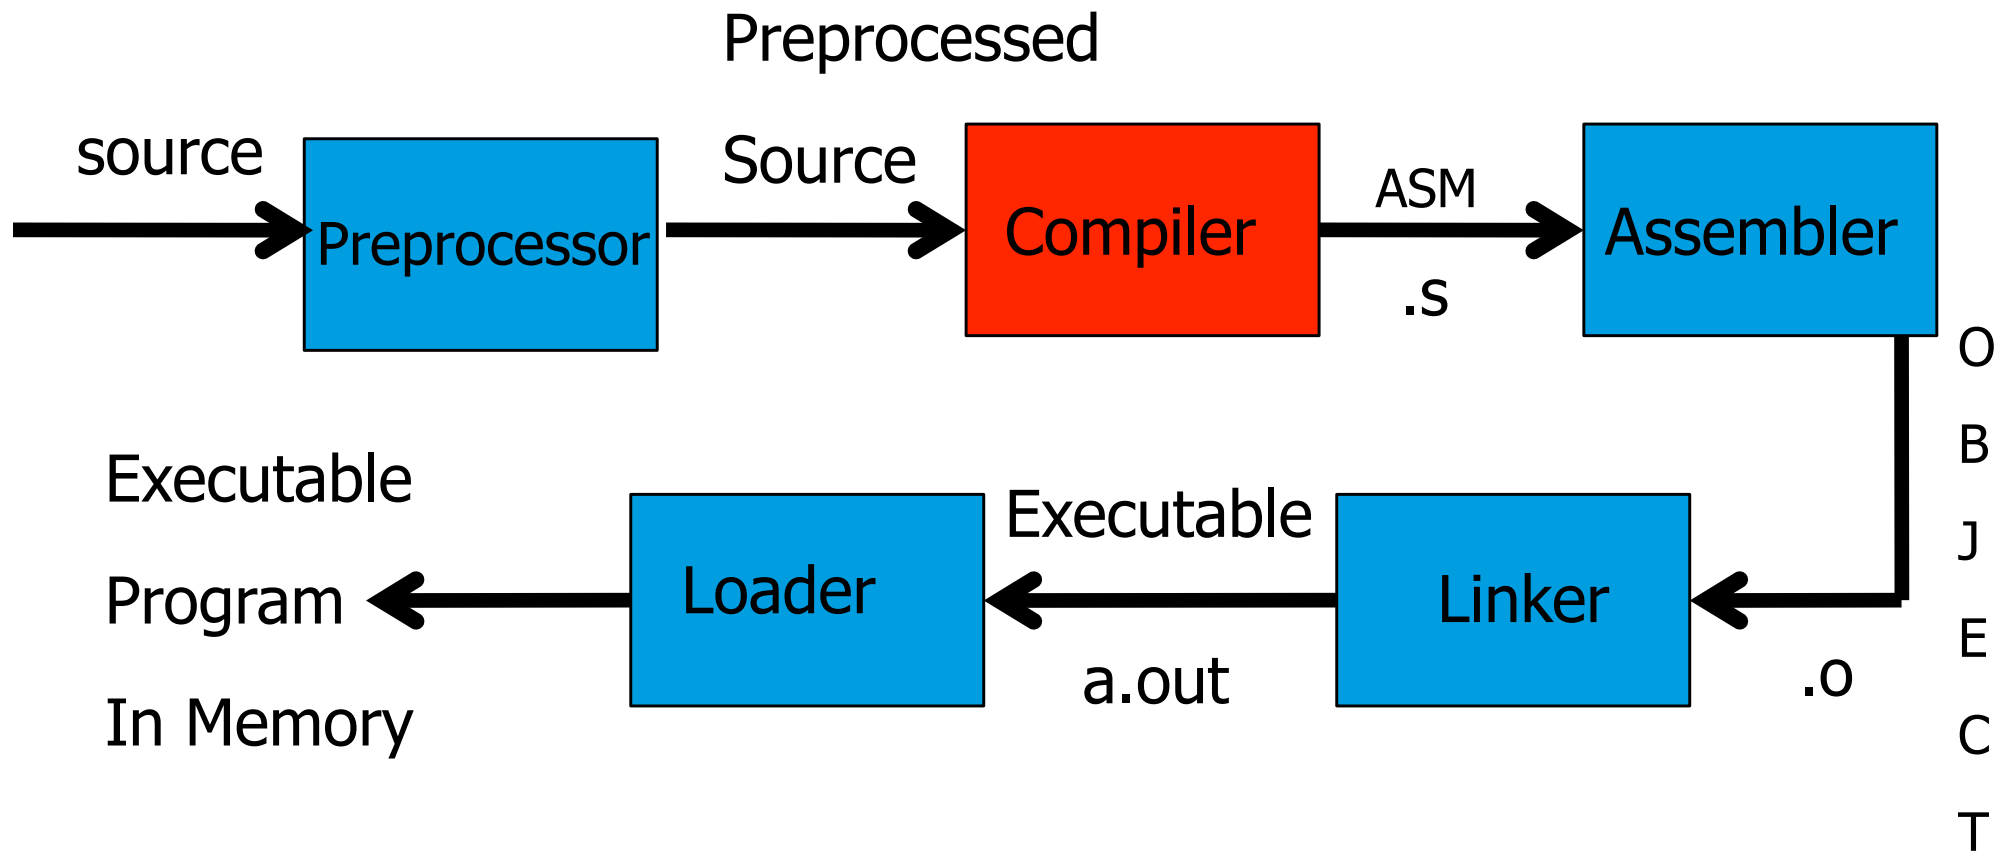 Preprocessed
source
Preprocessor
Source
Compiler
ASM
.s
Assembler
O
B
J
E
C
T
Executable
Program
In Memory
Loader
Executable
a.out
Linker
.o